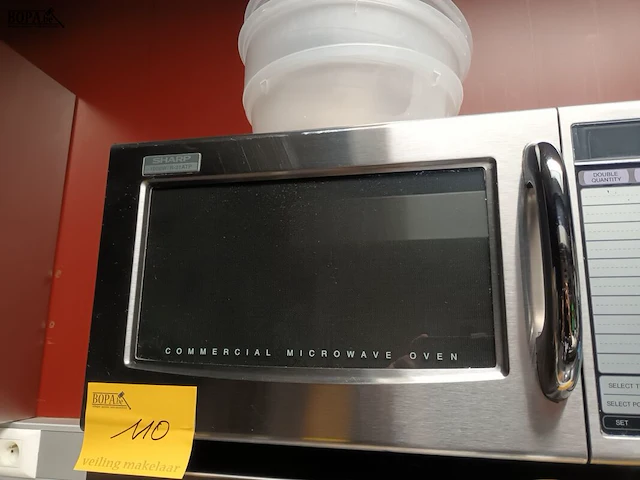 BOPA
SHARP
COMMERCIAL MICROWAVE OVEN
DOUBLE
QUANTITY
SELECT
SELECT
SET
BOPA
110
veiling makelaar